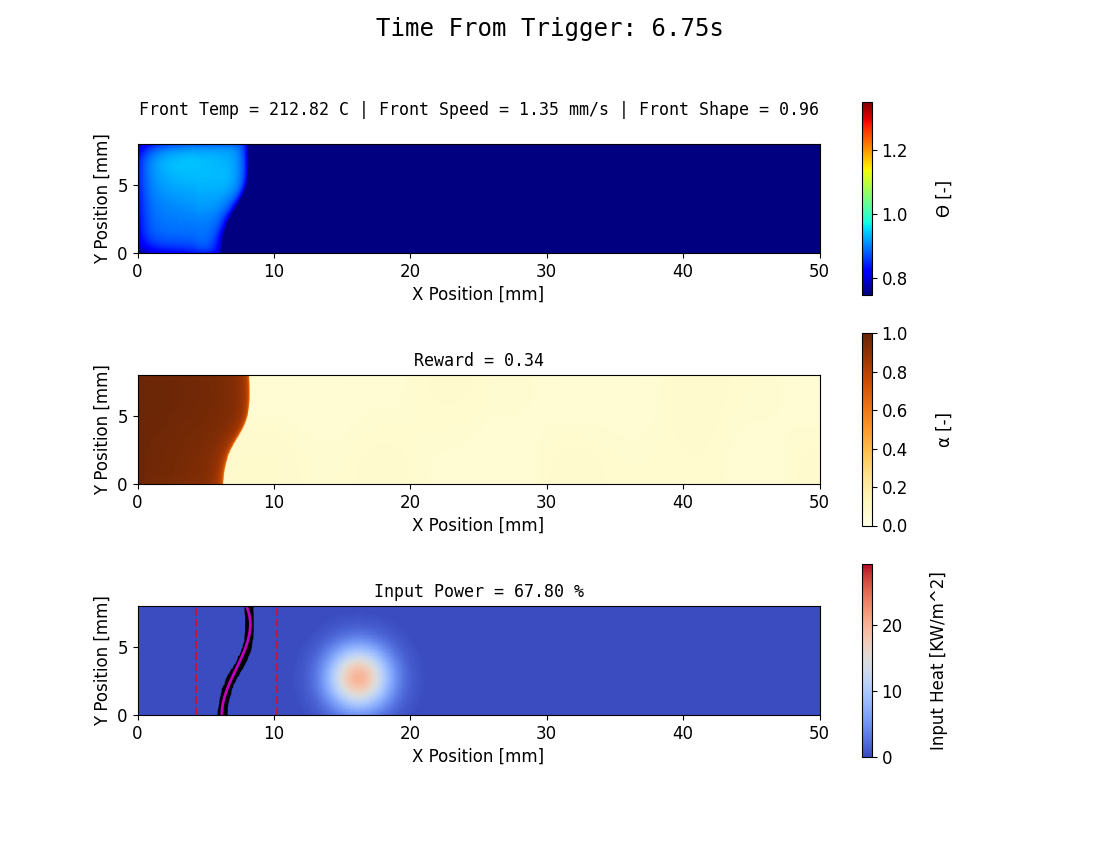 Time From Trigger: 6.75s
Front Temp = 212.82 C | Front Speed = 1.35 mm/s | Front Shape = 0.96
Y Position [mm]
5
0
0 10 20 30 40 50
X Position [mm]
1.2
1.0
0.8
Θ [-]
Reward = 0.34
Y Position [mm]
5
0
0 10 20 30 40 50
X Position [mm]
1.0
0.8
0.6
0.4
0.2
0.0
α [-]
Input Power = 67.80 %
Y Position [mm]
5
0
0 10 20 30 40 50
X Position [mm]
20
10
0
Input Heat [KW/m^2]